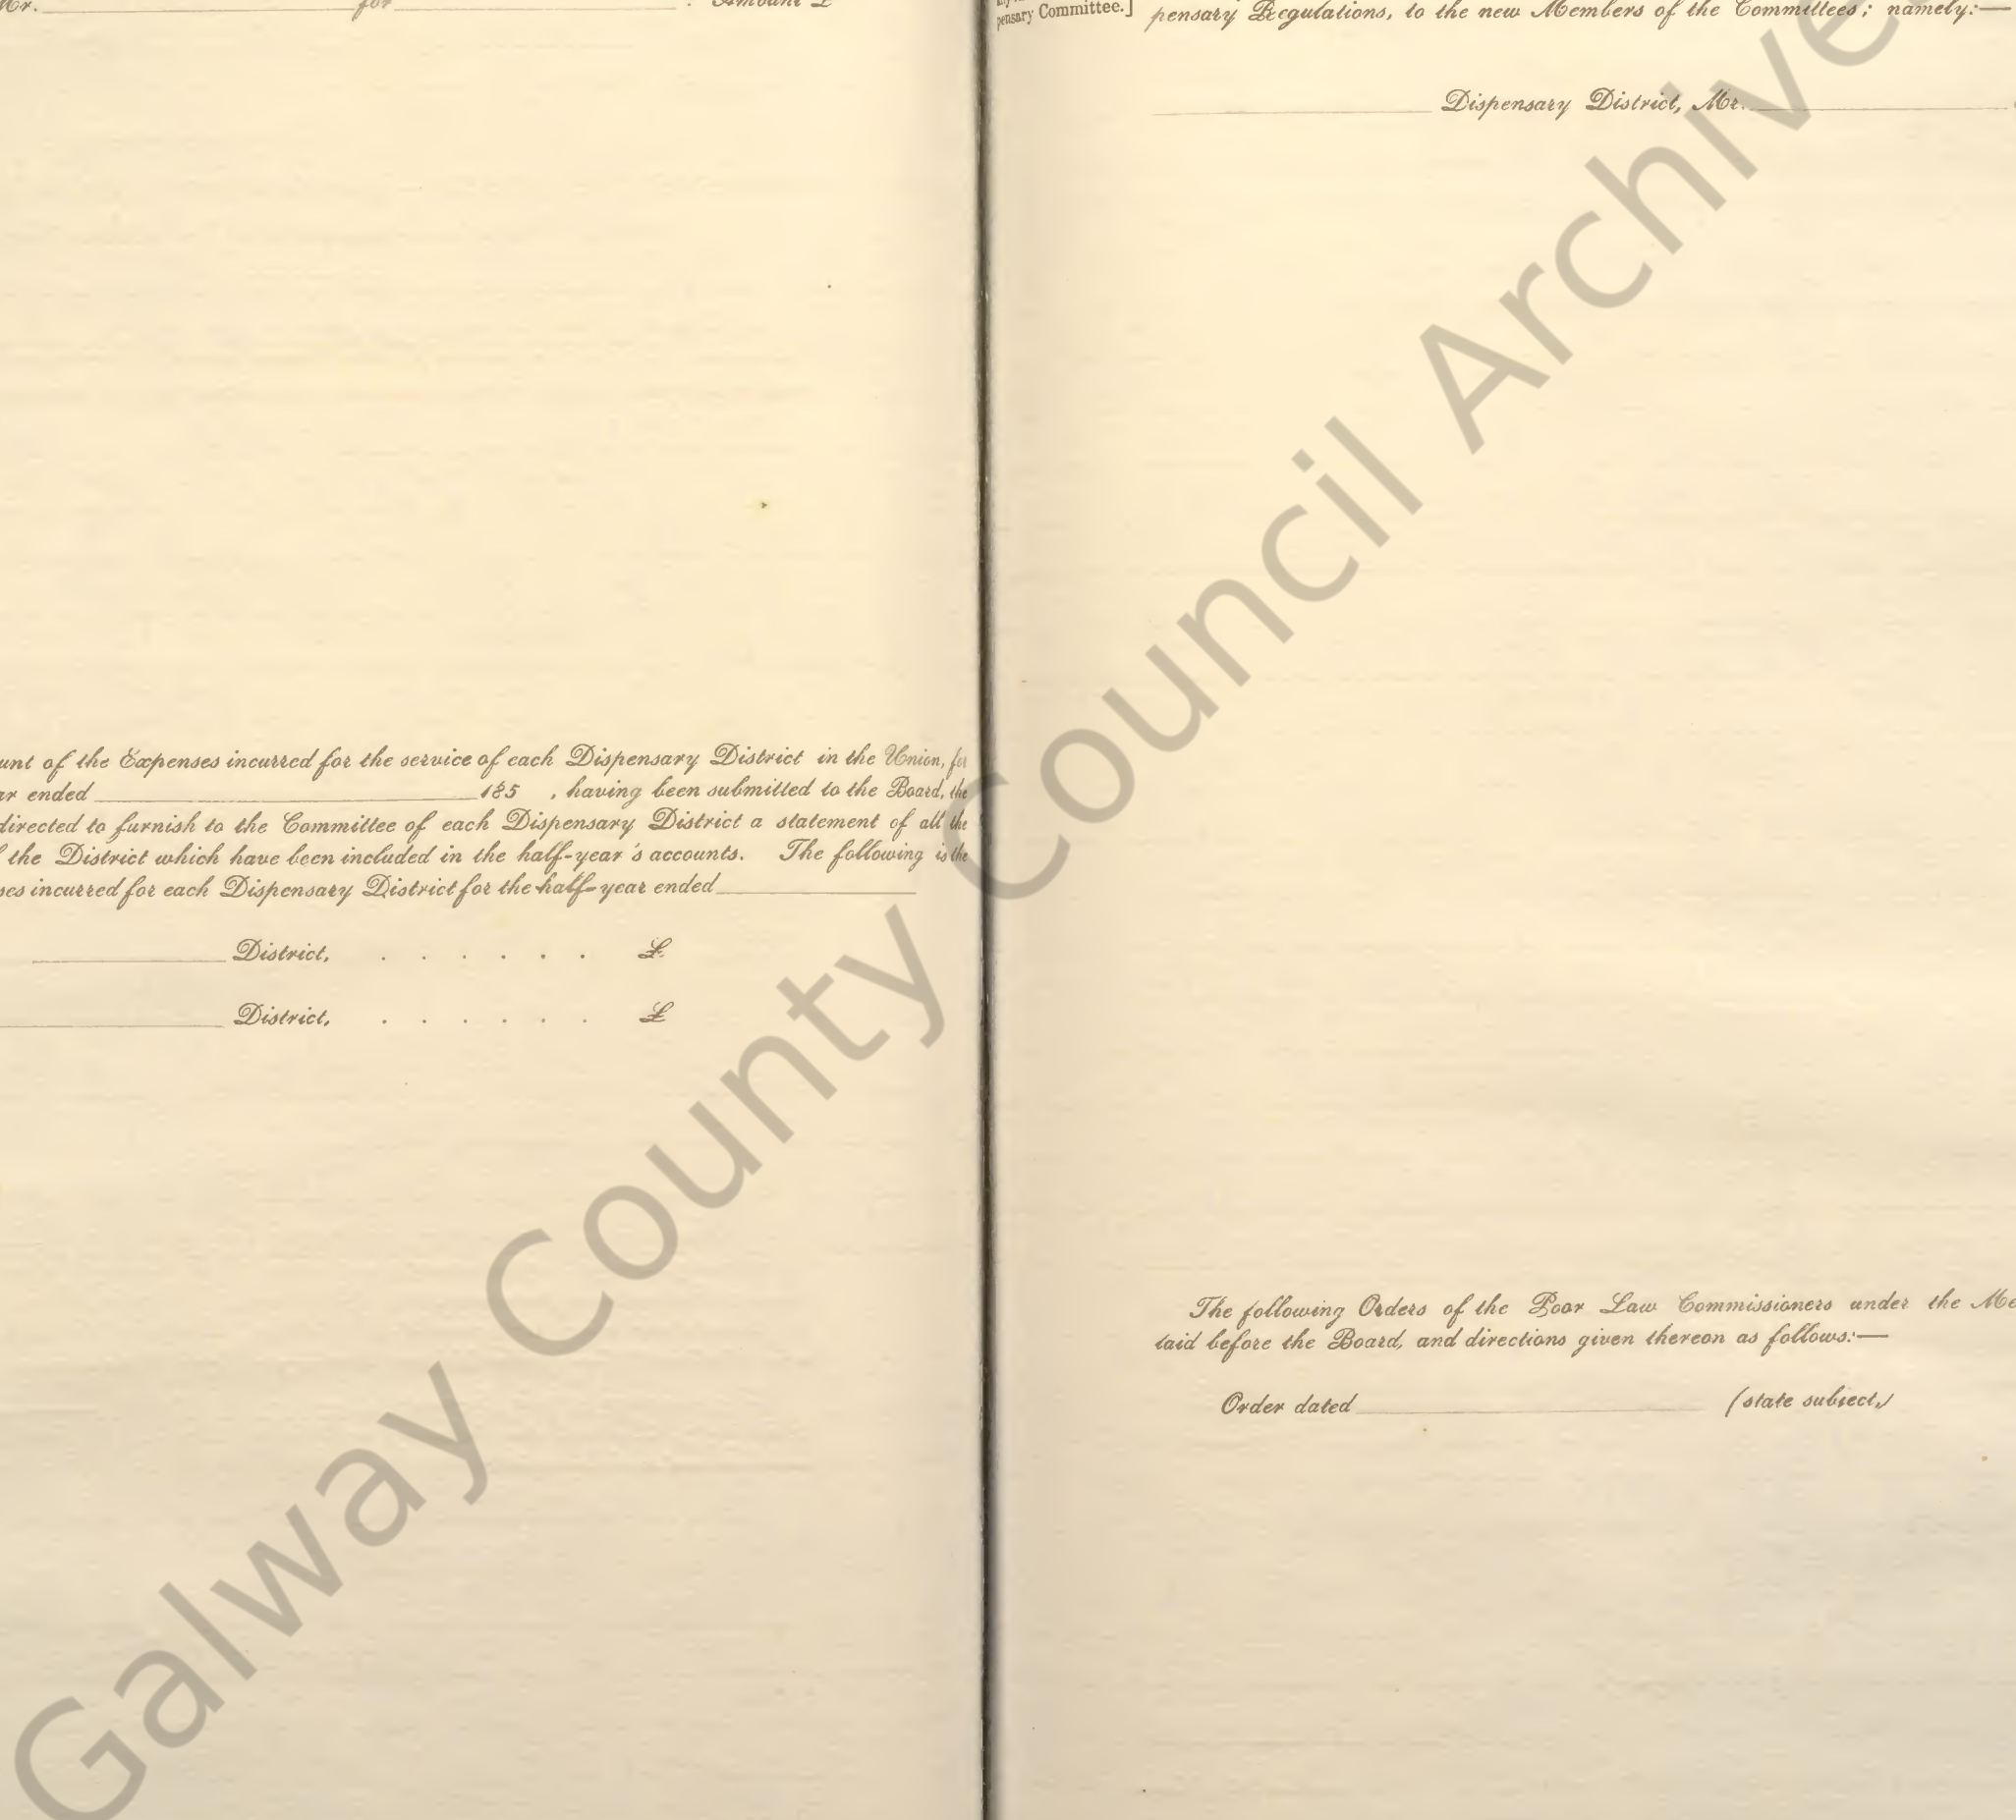 Mr. for . Amount £
unt of the Expenses incurred for the service of each Dispensary District in the Union, for
ar ended 185 , having been submitted to the Board, the
directed to furnish to the Committee of each Dispensary District a statement of all the
the District which have been included in the half-year's accounts. The following is the
ses incurred for each Dispensary District for the half-year ended
District, . . . . . . £
District, . . . . . . £
pensary Committee.]
pensary Regulations, to the new Members of the Committees; namely:—
Dispensary District, Mr.
The following Orders of the Poor Law Commissioners under the Me
laid before the Board, and directions given thereon as follows:—
Order dated (state subject,)
Galway County Council Archive